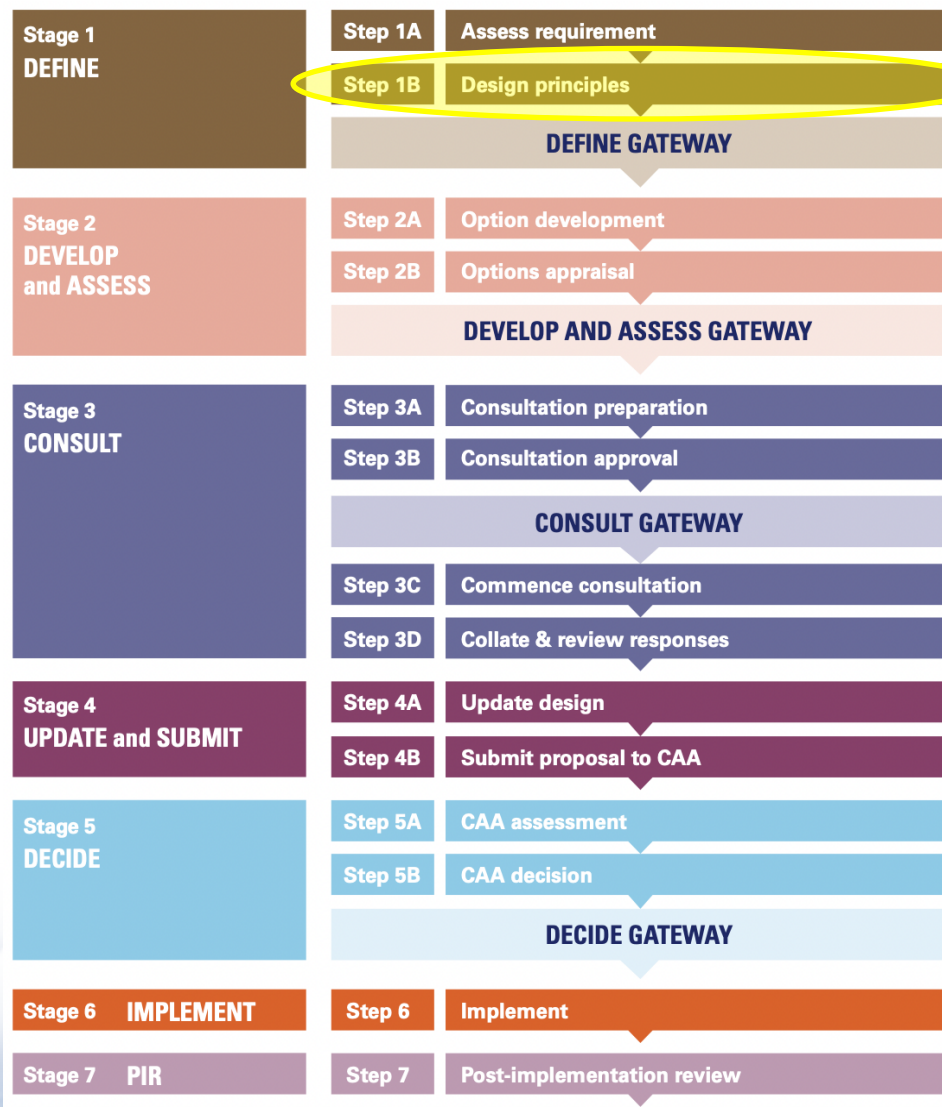 Stage 1
DEFINE
Step 1A Assess requirement
Step 1B Design principles
DEFINE GATEWAY
Stage 2
DEVELOP
and ASSESS
Step 2A Option development
Step 2B Options appraisal
DEVELOP AND ASSESS GATEWAY
Stage 3
CONSULT
Step 3A Consultation preparation
Step 3B Consultation approval
CONSULT GATEWAY
Step 3C Commence consultation
Step 3D Collate & review responses
Stage 4
UPDATE and SUBMIT
Step 4A Update design
Step 4B Submit proposal to CAA
Stage 5
DECIDE
Step 5A CAA assessment
Step 5B CAA decision
DECIDE GATEWAY
Stage 6 IMPLEMENT
Step 6 Implement
Stage 7 PIR
Step 7 Post-implementation review